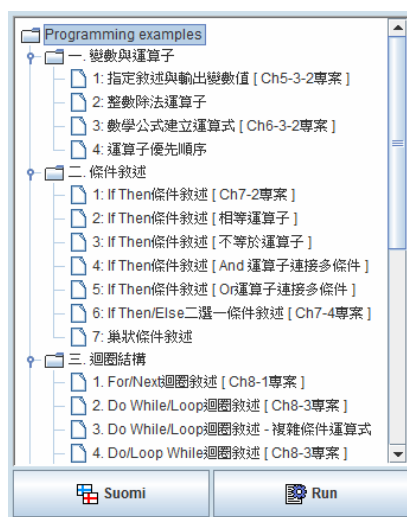 Programming examples
一. 變數與運算子
1: 指定敘述與輸出變數值 [ Ch5-3-2專案 ]
2: 整數除法運算子
3: 數學公式建立運算式 [ Ch6-3-2專案 ]
4: 運算子優先順序
二. 條件敘述
1: If Then條件敘述 [ Ch7-2專案 ]
2: If Then條件敘述 [ 相等運算子 ]
3: If Then條件敘述 [ 不等於運算子 ]
4: If Then條件敘述 [ And 運算子連接多條件 ]
5: If Then條件敘述 [ Or運算子連接多條件 ]
6: If Then/Else二選一條件敘述 [ Ch7-4專案 ]
7: 巢狀條件敘述
三. 迴圈結構
1. For/Next迴圈敘述 [ Ch8-1專案 ]
2. Do While/Loop迴圈敘述 [ Ch8-3專案 ]
3. Do While/Loop迴圈敘述 - 複雜條件運算式
4. Do/Loop While迴圈敘述 [ Ch8-3專案 ]
Suomi
Run